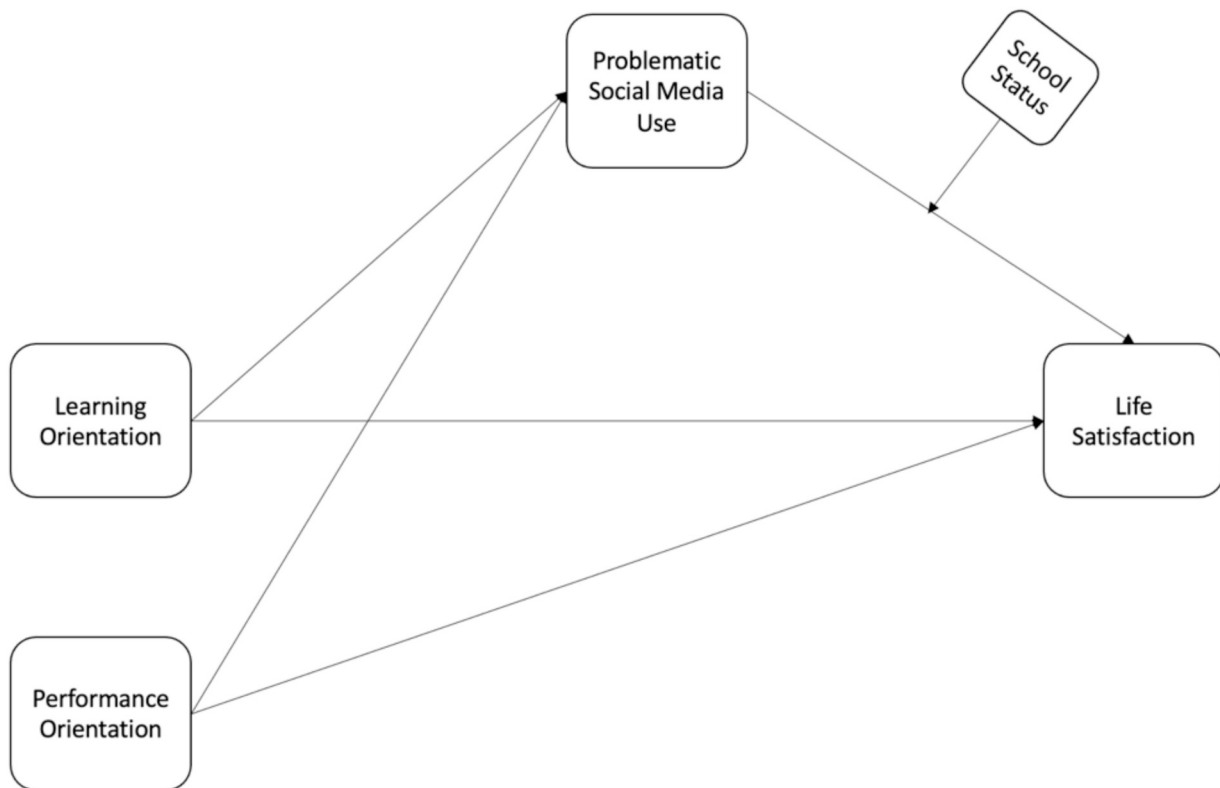 Problematic
Social Media
Use
School
Status
Learning
Orientation
Life
Satisfaction
Performance
Orientation